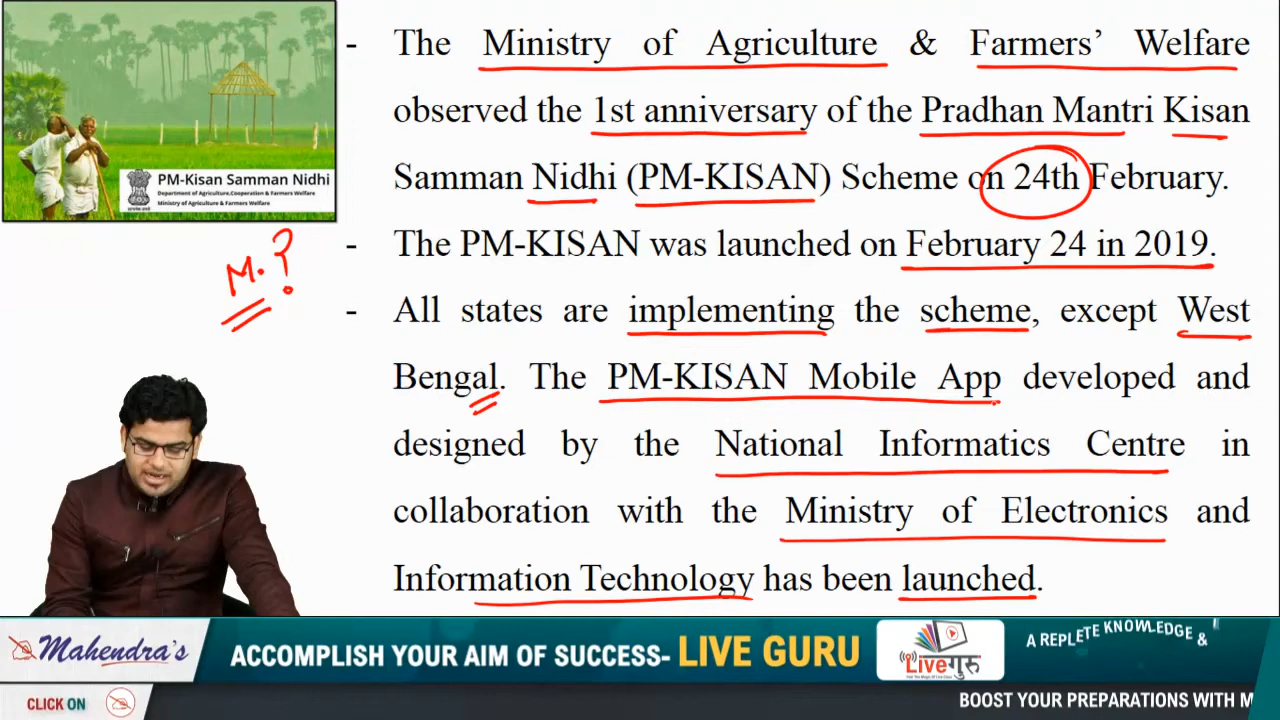 PM-Kisan Samman Nidhi
Department of Agriculture,Cooperation & Farmers Welfare
Ministry of Agriculture & Farmers Welfare
- The Ministry of Agriculture & Farmers’ Welfare
observed the 1st anniversary of the Pradhan Mantri Kisan
Samman Nidhi (PM-KISAN) Scheme on 24th February.
- The PM-KISAN was launched on February 24 in 2019.
M. ?
- All states are implementing the scheme, except West
Bengal. The PM-KISAN Mobile App developed and
designed by the National Informatics Centre in
collaboration with the Ministry of Electronics and
Information Technology has been launched.
Mahendra's
ACCOMPLISH YOUR AIM OF SUCCESS- LIVE GURU
Liveगुरु
A REPLETE KNOWLEDGE &
CLICK ON
BOOST YOUR PREPARATIONS WITH M